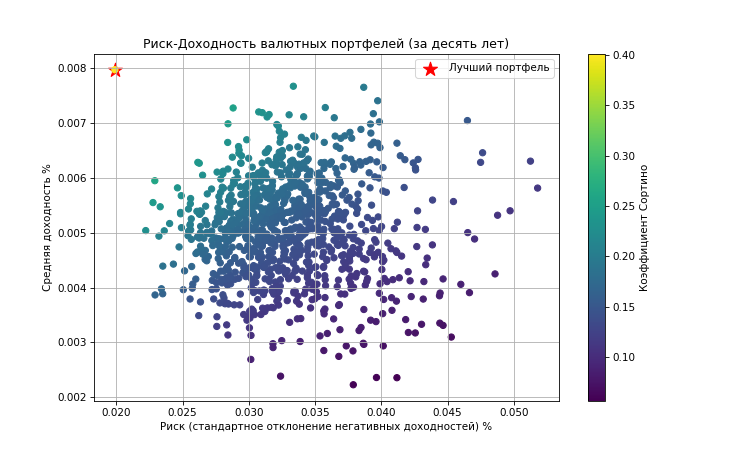 Риск-Доходность валютных портфелей (за десять лет)
Лучший портфель
Средняя доходность %
0.008
0.007
0.006
0.005
0.004
0.003
0.002
0.020 0.025 0.030 0.035 0.040 0.045 0.050
Риск (стандартное отклонение негативных доходностей) %
0.40
0.35
0.30
0.25
0.20
0.15
0.10
Коэффициент Сортино